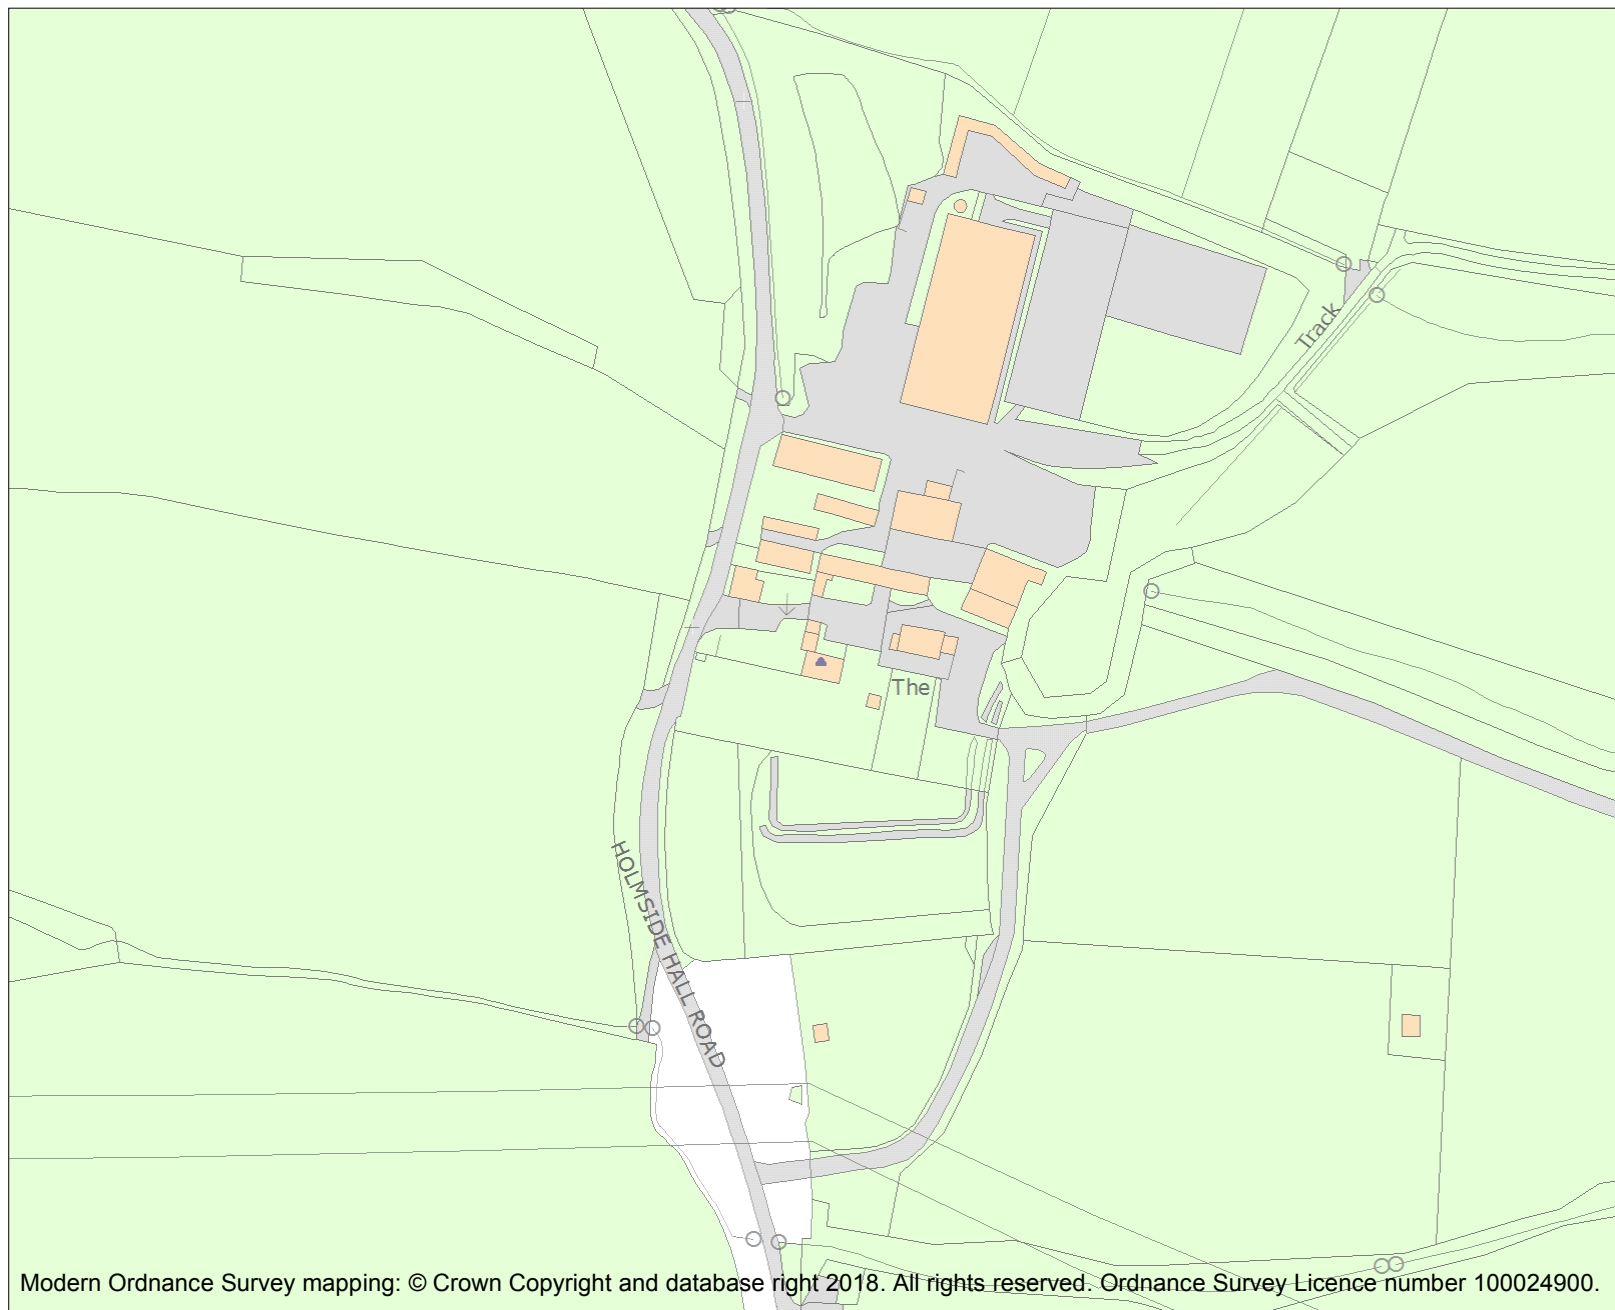 Track
The
HOLMSIDE HALL ROAD
Modern Ordnance Survey mapping: © Crown Copyright and database right 2018. All rights reserved. Ordnance Survey Licence number 100024900.